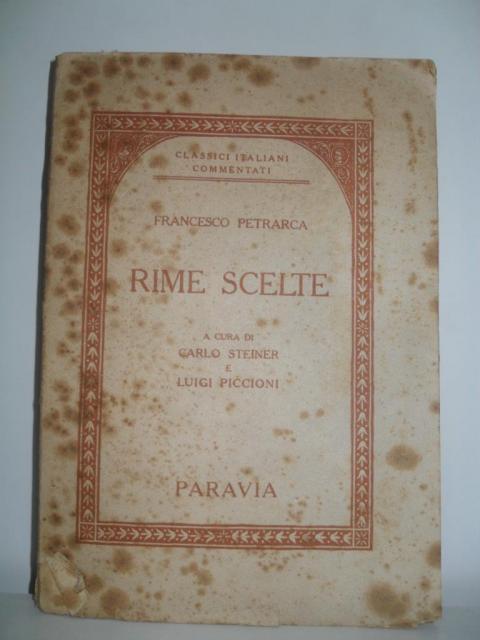 CLASSICI ITALIANI
COMMENTATI
FRANCESCO PETRARCA
RIME SCELTE
A CURA DI
CARLO STEINER
E
LUIGI PICCIONI
PARAVIA